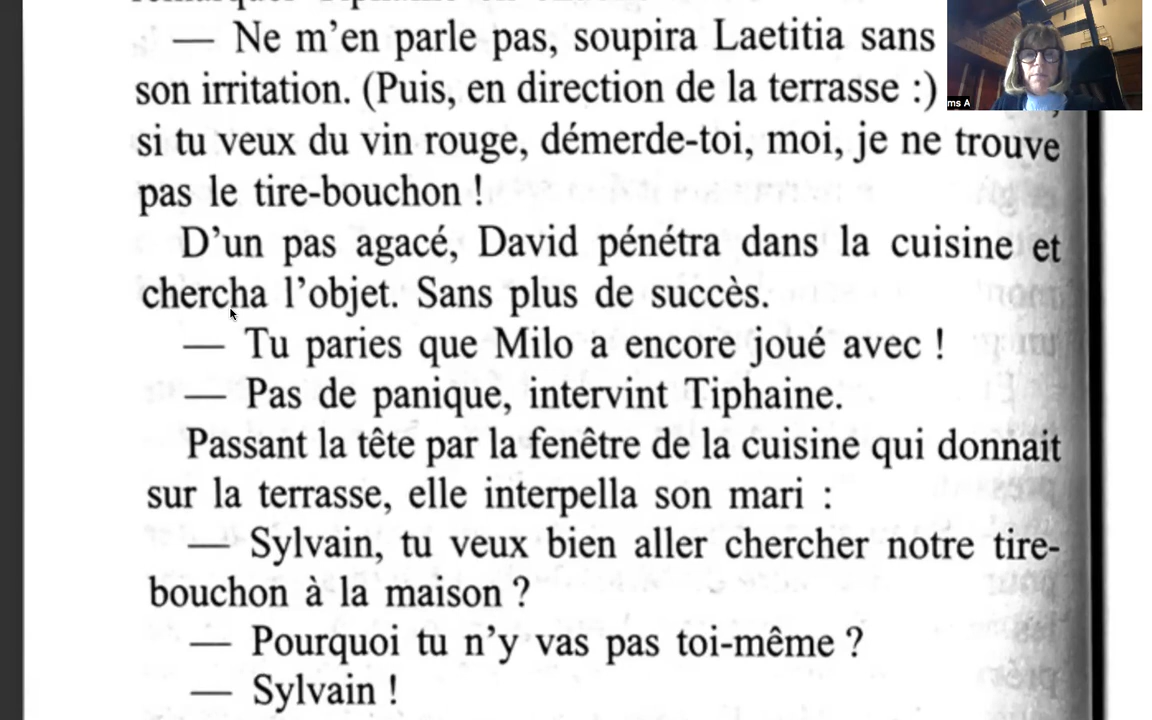 — Ne m'en parle pas, soupira Laetitia sans
son irritation. (Puis, en direction de la terrasse :)
si tu veux du vin rouge, démerde-toi, moi, je ne trouve
pas le tire-bouchon !
D'un pas agacé, David pénétra dans la cuisine et
chercha l'objet. Sans plus de succès.
— Tu paries que Milo a encore joué avec !
— Pas de panique, intervint Tiphaine.
Passant la tête par la fenêtre de la cuisine qui donnait
sur la terrasse, elle interpella son mari :
— Sylvain, tu veux bien aller chercher notre tire-
bouchon à la maison ?
— Pourquoi tu n'y vas pas toi-même ?
— Sylvain !
ms A